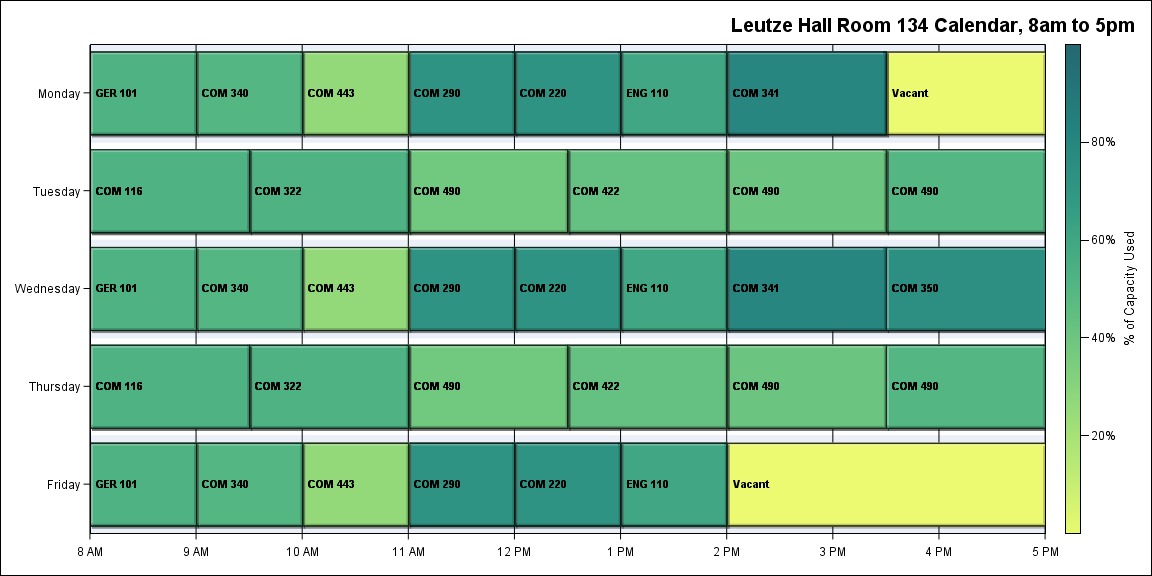 Leutze Hall Room 134 Calendar, 8am to 5pm
Monday
GER 101
COM 340
COM 443
COM 290
COM 220
ENG 110
COM 341
Vacant
Tuesday
COM 116
COM 322
COM 490
COM 422
COM 490
COM 490
Wednesday
GER 101
COM 340
COM 443
COM 290
COM 220
ENG 110
COM 341
COM 350
Thursday
COM 116
COM 322
COM 490
COM 422
COM 490
COM 490
Friday
GER 101
COM 340
COM 443
COM 290
COM 220
ENG 110
Vacant
8 AM
9 AM
10 AM
11 AM
12 PM
1 PM
2 PM
3 PM
4 PM
5 PM
80%
60%
40%
20%
% of Capacity Used